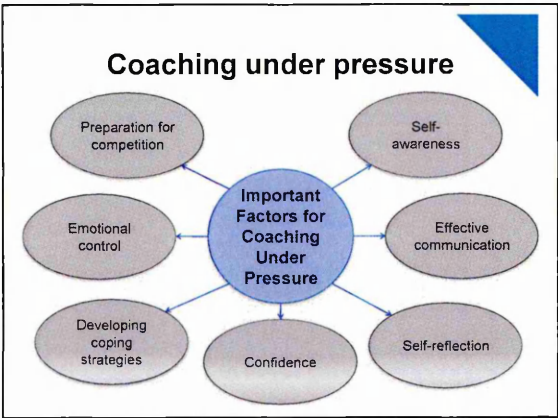 Coaching under pressure
Preparation for
competition
Self-
awareness
Important
Factors for
Coaching
Under
Pressure
Emotional
control
Effective
communication
Developing
coping
strategies
Confidence
Self-reflection